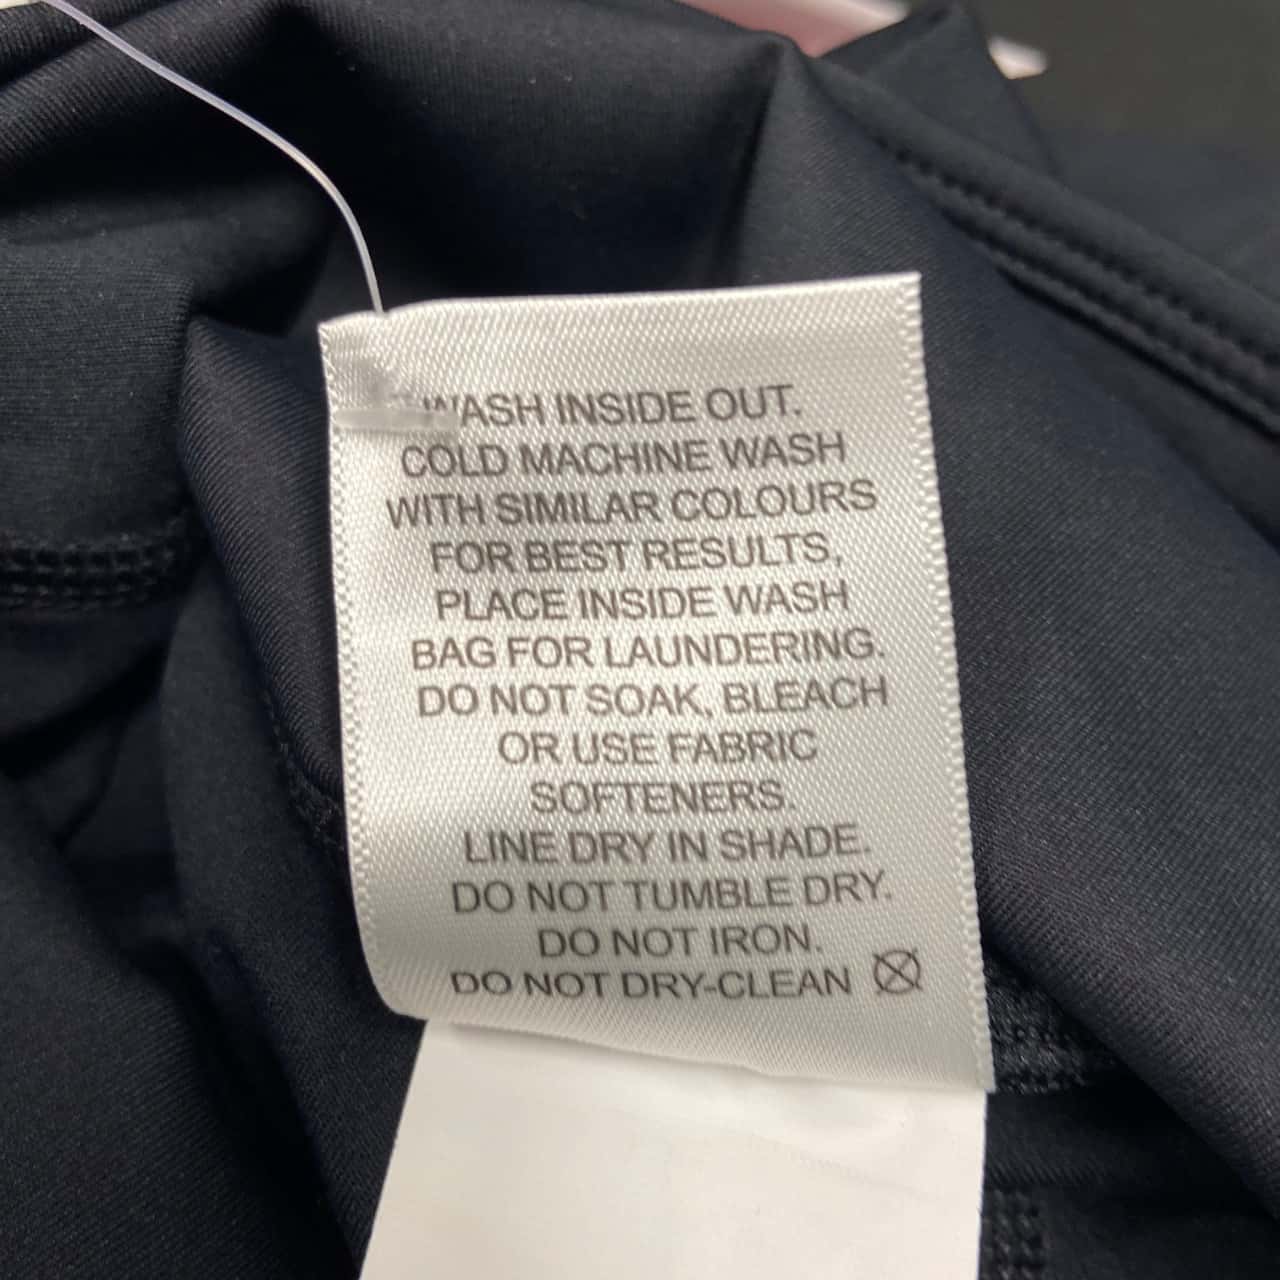 WASH INSIDE OUT.
COLD MACHINE WASH
WITH SIMILAR COLOURS
FOR BEST RESULTS,
PLACE INSIDE WASH
BAG FOR LAUNDERING.
DO NOT SOAK, BLEACH
OR USE FABRIC
SOFTENERS.
LINE DRY IN SHADE.
DO NOT TUMBLE DRY.
DO NOT IRON.
DO NOT DRY-CLEAN